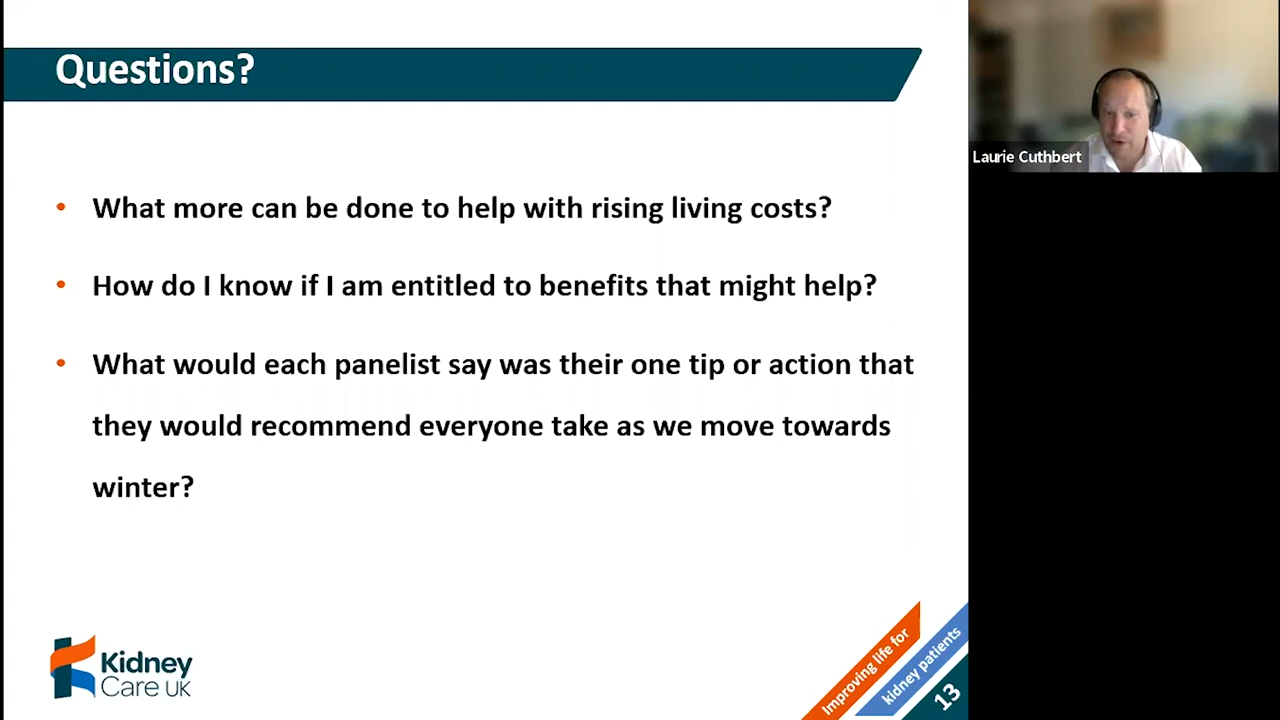 Questions?
• What more can be done to help with rising living costs?
• How do I know if I am entitled to benefits that might help?
• What would each panelist say was their one tip or action that
they would recommend everyone take as we move towards
winter?
Kidney
Care UK
Improving life for
kidney patients
13
Laurie Cuthbert